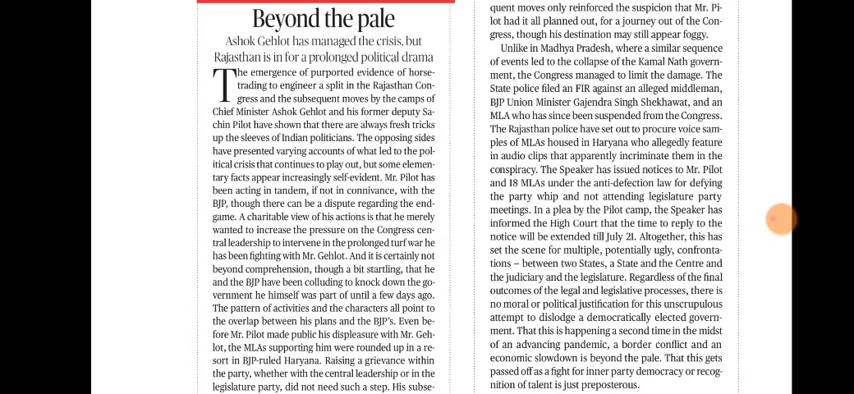 Beyond the pale
Ashok Gehlot has managed the crisis, but
Rajasthan is in for a prolonged political drama
The emergence of purported evidence of horse-
trading to engineer a split in the Rajasthan Con-
gress and the subsequent moves by the camps of
Chief Minister Ashok Gehlot and his former deputy Sa-
chin Pilot have shown that there are always fresh tricks
up the sleeves of Indian politicians. The opposing sides
have presented varying accounts of what led to the pol-
itical crisis that continues to play out, but some elemen-
tary facts appear increasingly self-evident. Mr. Pilot has
been acting in tandem, if not in connivance, with the
BJP, though there can be a dispute regarding the end-
game. A charitable view of his actions is that he merely
wanted to increase the pressure on the Congress cen-
tral leadership to intervene in the prolonged turf war he
has been fighting with Mr. Gehlot. And it is certainly not
beyond comprehension, though a bit startling, that he
and the BJP have been colluding to knock down the go-
vernment he himself was part of until a few days ago.
The pattern of activities and the characters all point to
the overlap between his plans and the BJP's. Even be-
fore Mr. Pilot made public his displeasure with Mr. Geh-
lot, the MLAs supporting him were rounded up in a re-
sort in BJP-ruled Haryana. Raising a grievance within
the party, whether with the central leadership or in the
legislature party, did not need such a step. His subse-
quent moves only reinforced the suspicion that Mr. Pi-
lot had it all planned out, for a journey out of the Con-
gress, though his destination may still appear foggy.
Unlike in Madhya Pradesh, where a similar sequence
of events led to the collapse of the Kamal Nath govern-
ment, the Congress managed to limit the damage. The
State police filed an FIR against an alleged middleman,
BJP Union Minister Gajendra Singh Shekhawat, and an
MLA who has since been suspended from the Congress.
The Rajasthan police have set out to procure voice sam-
ples of MLAs housed in Haryana who allegedly feature
in audio clips that apparently incriminate them in the
conspiracy. The Speaker has issued notices to Mr. Pilot
and 18 MLAs under the anti-defection law for defying
the party whip and not attending legislature party
meetings. In a plea by the Pilot camp, the Speaker has
informed the High Court that the time to reply to the
notice will be extended till July 21. Altogether, this has
set the scene for multiple, potentially ugly, confronta-
tions – between two States, a State and the Centre and
the judiciary and the legislature. Regardless of the final
outcomes of the legal and legislative processes, there is
no moral or political justification for this unscrupulous
attempt to dislodge a democratically elected govern-
ment. That this is happening a second time in the midst
of an advancing pandemic, a border conflict and an
economic slowdown is beyond the pale. That this gets
passed off as a fight for inner party democracy or recog-
nition of talent is just preposterous.